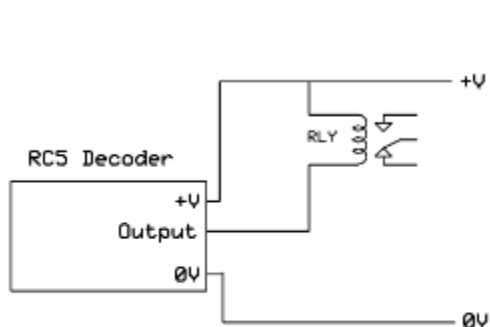 +V
RLY
RC5 Decoder
+V
Output
0V
0V